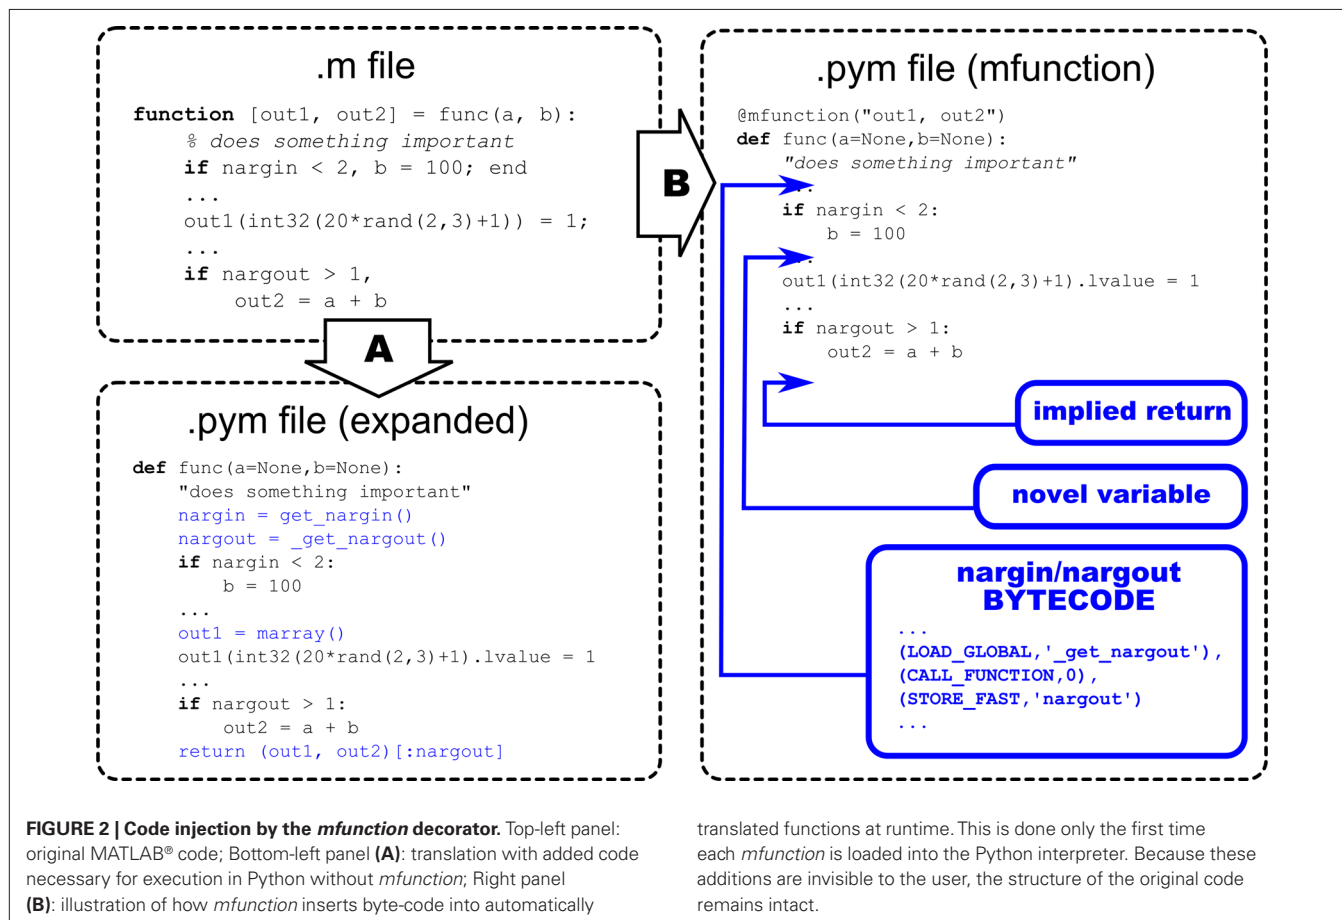 .m file
function [out1, out2] = func(a, b):
% does something important
if nargin < 2, b = 100; end
...
out1(int32(20*rand(2,3)+1)) = 1;
...
if nargout > 1,
out2 = a + b
A
.pym file (expanded)
def func(a=None,b=None):
"does something important"
nargin = get_nargin()
nargout = _get_nargout()
if nargin < 2:
b = 100
...
out1 = marray()
out1(int32(20*rand(2,3)+1).lvalue = 1
...
if nargout > 1:
out2 = a + b
return (out1, out2)[:nargout]
B
.pym file (mfunction)
@mfunction("out1, out2")
def func(a=None,b=None):
"does something important"
...
if nargin < 2:
b = 100
...
out1(int32(20*rand(2,3)+1).lvalue = 1
...
if nargout > 1:
out2 = a + b
implied return
novel variable
nargin/nargout
BYTECODE
...
(LOAD_GLOBAL,'_get_nargout'),
(CALL_FUNCTION,0),
(STORE_FAST,'nargout')
...
FIGURE 2 | Code injection by the mfunction decorator. Top-left panel:
original MATLAB® code; Bottom-left panel (A): translation with added code
necessary for execution in Python without mfunction; Right panel
(B): illustration of how mfunction inserts byte-code into automatically
translated functions at runtime. This is done only the first time
each mfunction is loaded into the Python interpreter. Because these
additions are invisible to the user, the structure of the original code
remains intact.